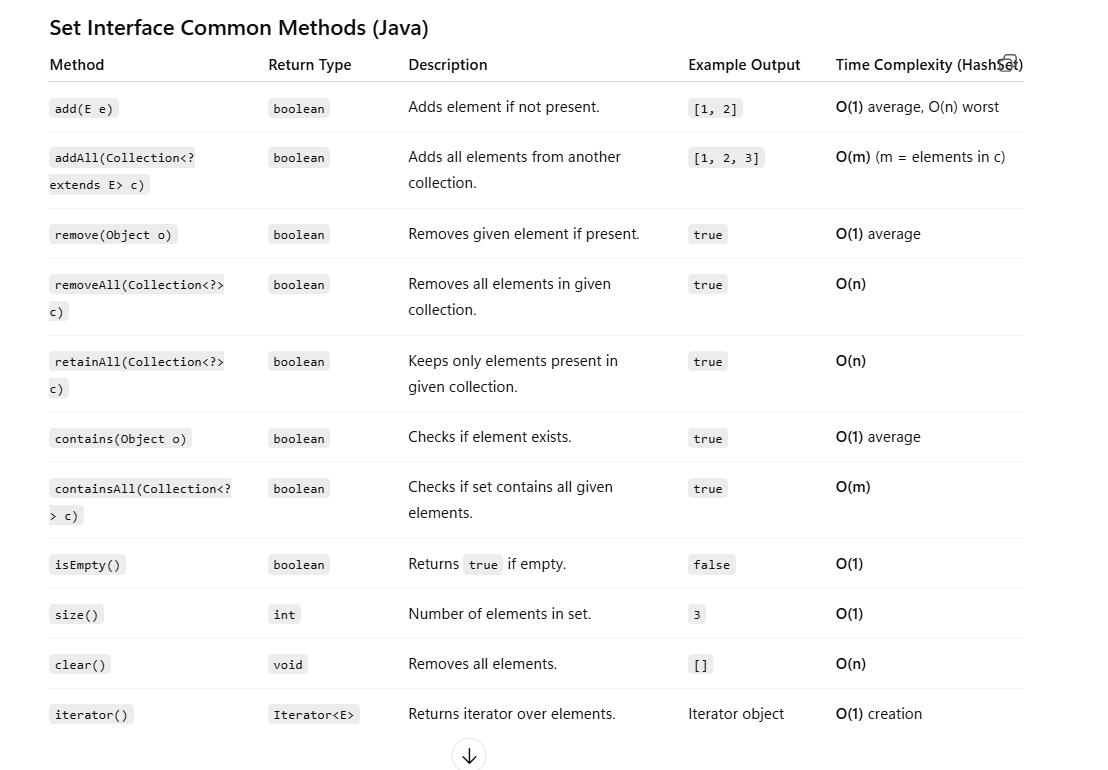 Set Interface Common Methods (Java)
Method Return Type Description Example Output Time Complexity (HashSet)
add(E e) boolean Adds element if not present. [1, 2] O(1) average, O(n) worst
addAll(Collection<? boolean Adds all elements from another [1, 2, 3] O(m) (m = elements in c)
extends E> c) collection.
remove(Object o) boolean Removes given element if present. true O(1) average
removeAll(Collection<?> boolean Removes all elements in given true O(n)
c) collection.
retainAll(Collection<?> boolean Keeps only elements present in true O(n)
c) given collection.
contains(Object o) boolean Checks if element exists. true O(1) average
containsAll(Collection<? boolean Checks if set contains all given true O(m)
> c) elements.
isEmpty() boolean Returns true if empty. false O(1)
size() int Number of elements in set. 3 O(1)
clear() void Removes all elements. [] O(n)
iterator() Iterator<E> Returns iterator over elements. Iterator object O(1) creation